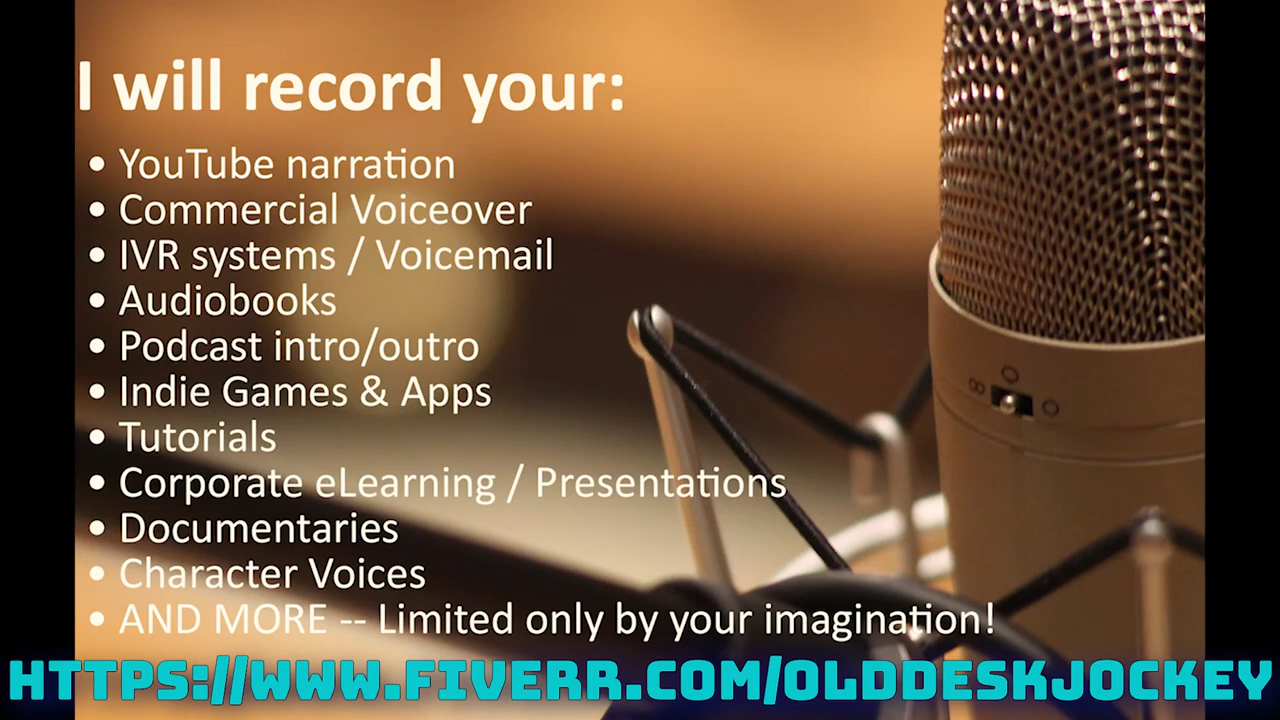 I will record your:
• YouTube narration
• Commercial Voiceover
• IVR systems / Voicemail
• Audiobooks
• Podcast intro/outro
• Indie Games & Apps
• Tutorials
• Corporate eLearning / Presentations
• Documentaries
• Character Voices
• AND MORE -- Limited only by your imagination!
HTTPS://WWW.FIVERR.COM/OLDDESKJOCKEY